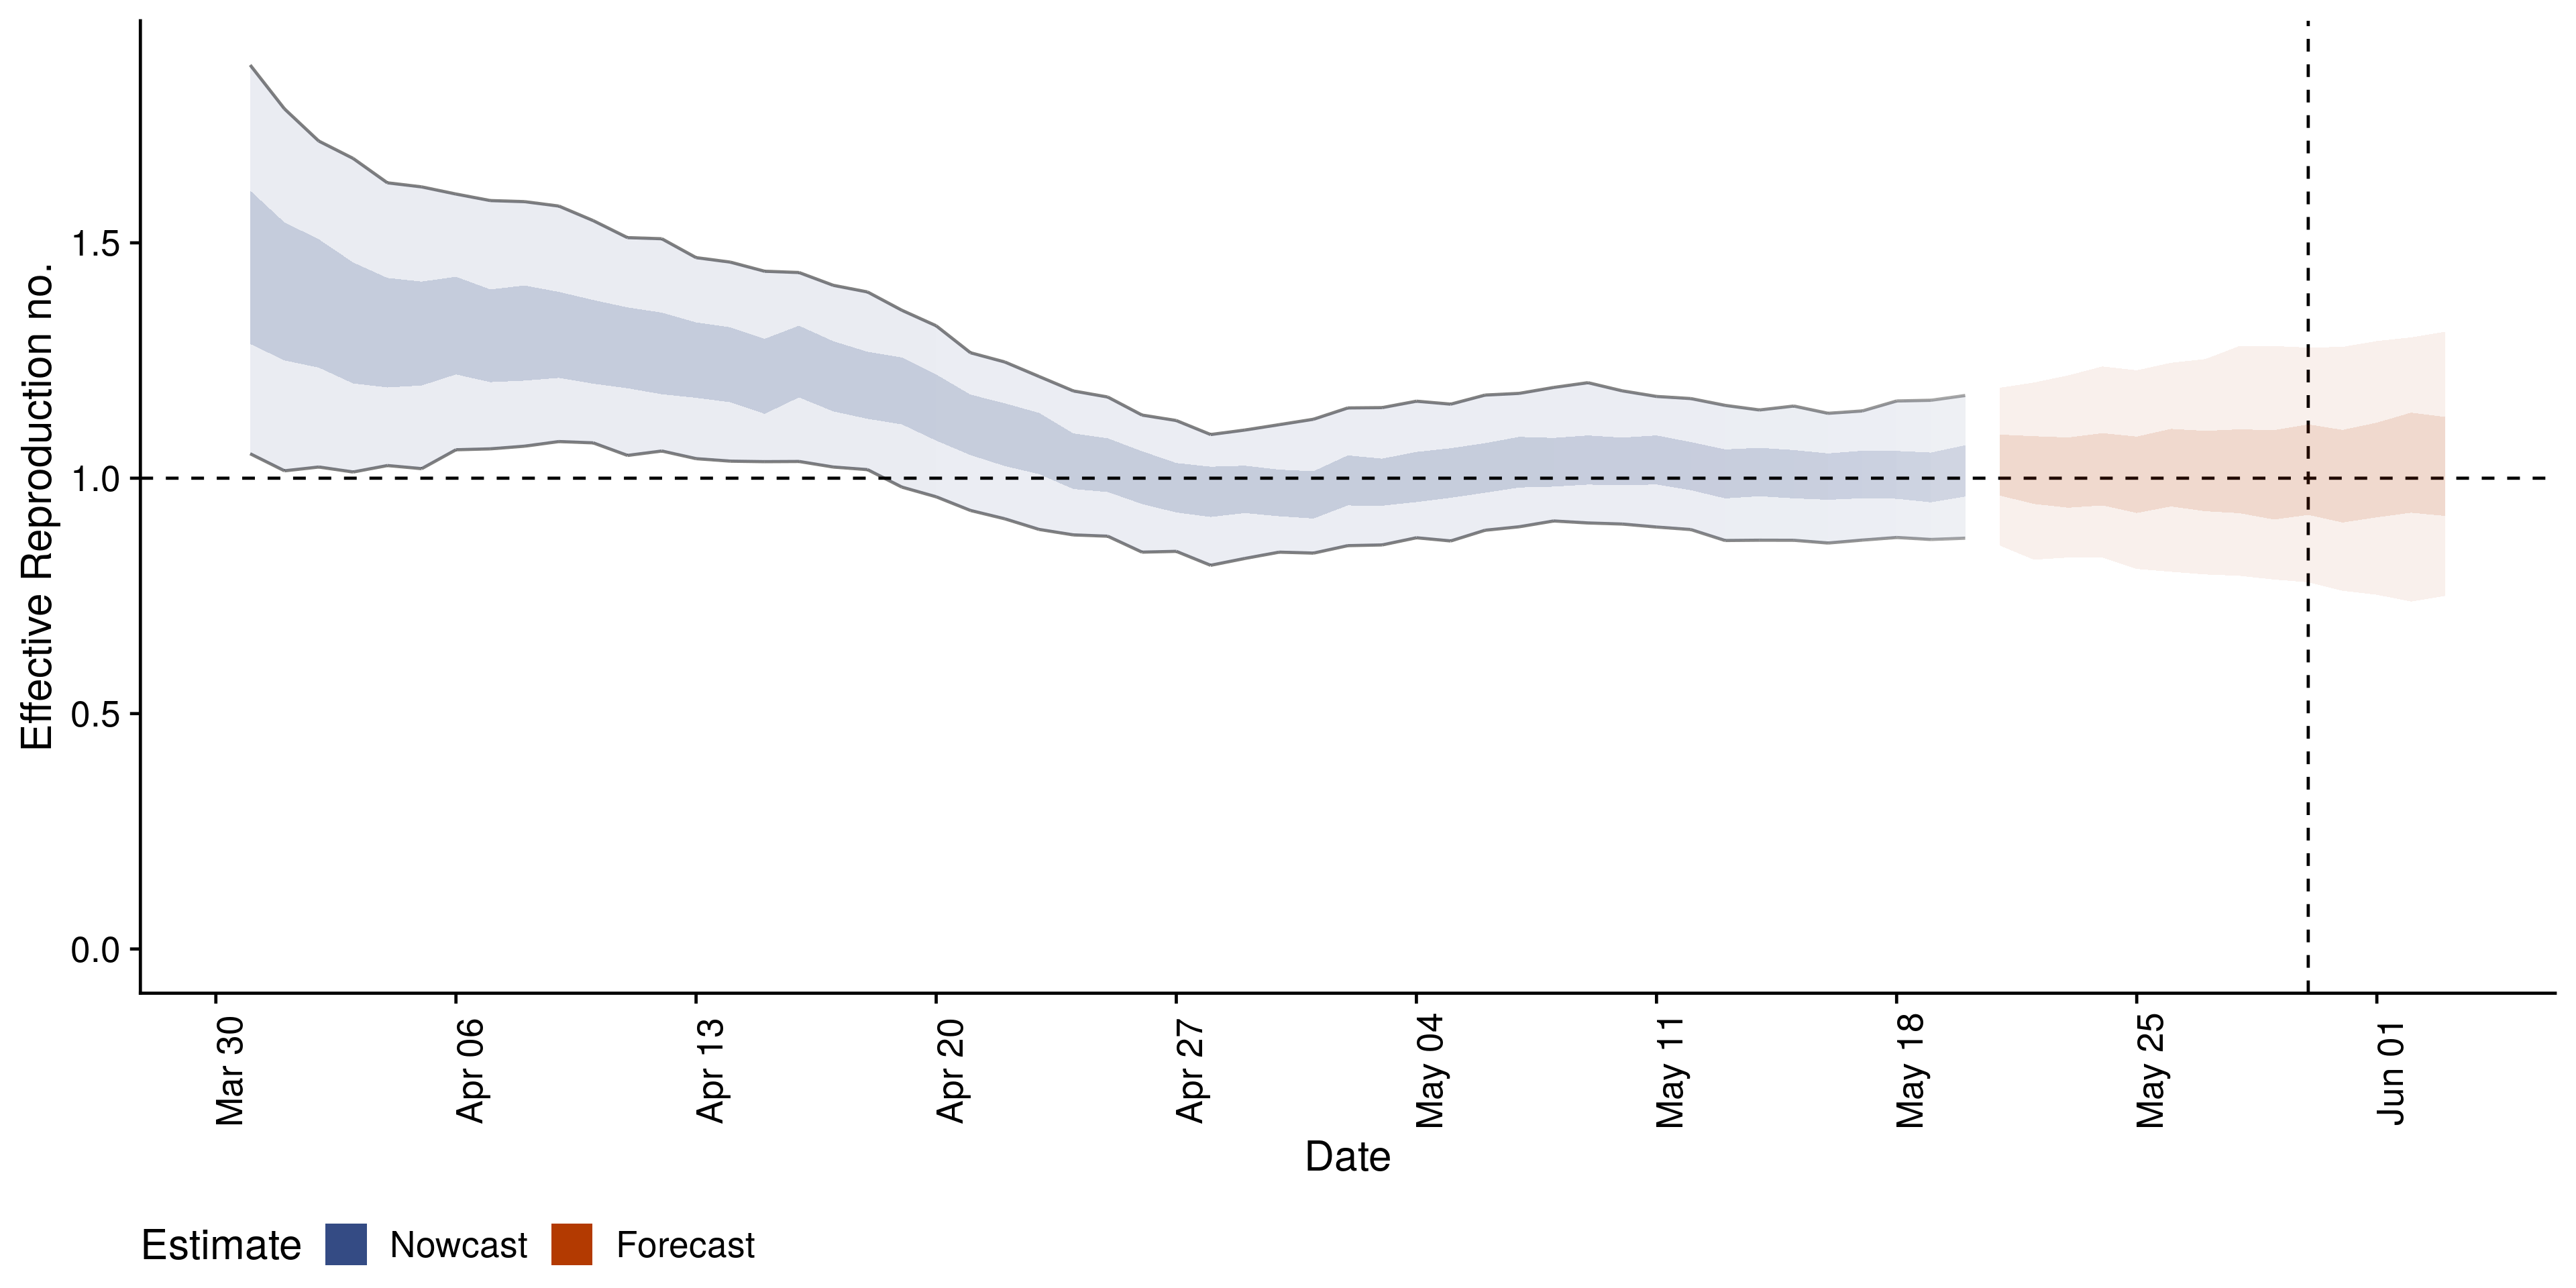 Effective Reproduction no.
1.5
1.0
0.5
0.0
Mar 30
Apr 06
Apr 13
Apr 20
Apr 27
May 04
May 11
May 18
May 25
Jun 01
Date
Estimate Nowcast Forecast